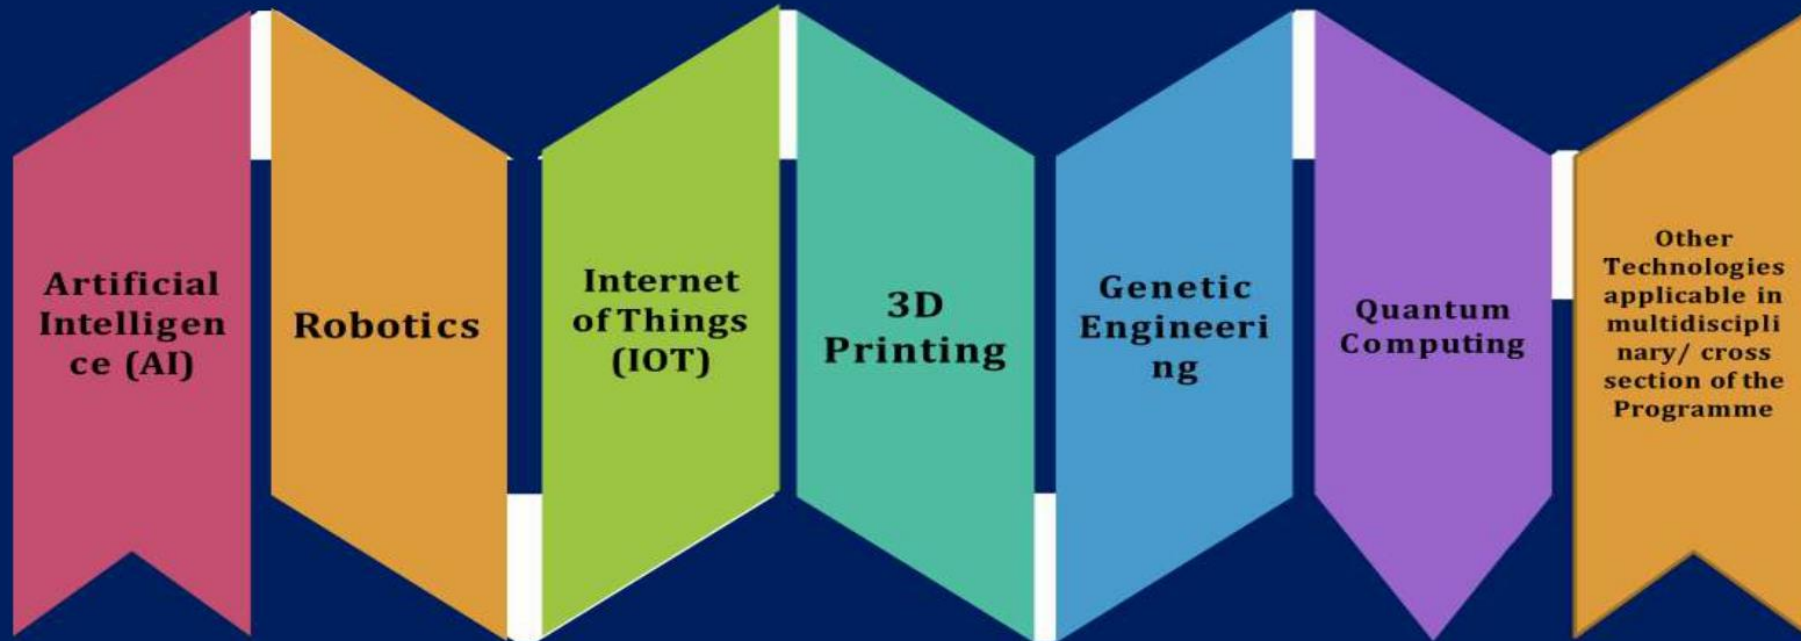 Artificial
Intelligen
ce (AI)
Robotics
Internet
of Things
(IOT)
3D
Printing
Genetic
Engineeri
ng
Quantum
Computing
Other
Technologies
applicable in
multidiscipli
nary/ cross
section of the
Programme